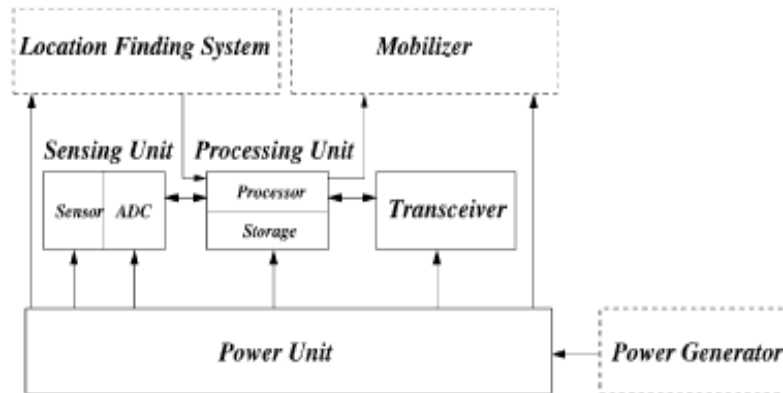 Location Finding System
Mobilizer
Sensing Unit
Processing Unit
Sensor
ADC
Processor
Storage
Transceiver
Power Unit
Power Generator